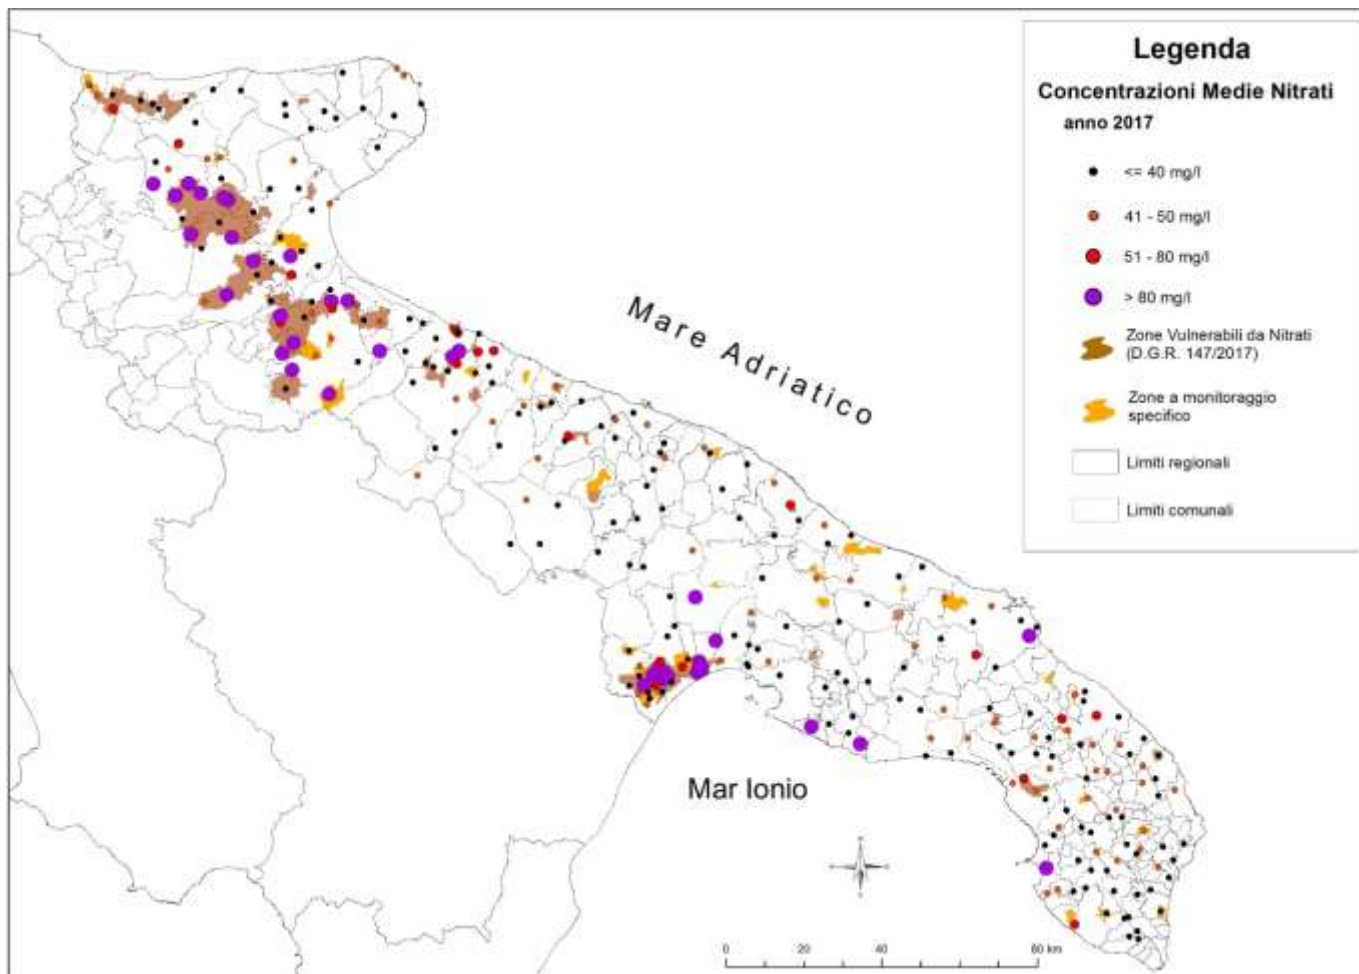 Legenda
Concentrazioni Medie Nitrati
anno 2017
<= 40 mg/l
41 - 50 mg/l
51 - 80 mg/l
> 80 mg/l
Zone Vulnerabili da Nitrati
(D.G.R. 147/2017)
Zone a monitoraggio
specifico
Limiti regionali
Limiti comunali
Mare Adriatico
Mar Ionio
0 20 40 80 km